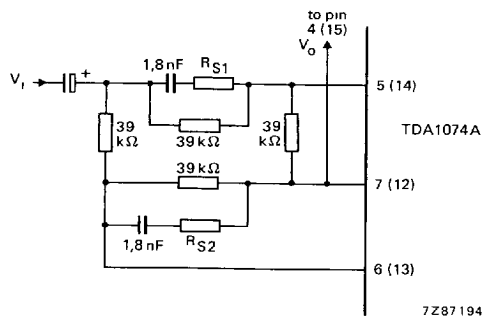 to pin
4 (15)
Vo
1,8 nF
RS1
VI
+
5 (14)
39
kΩ
39 kΩ
39
kΩ
TDA1074A
39 kΩ
7 (12)
1,8 nF
RS2
6 (13)
7Z87194